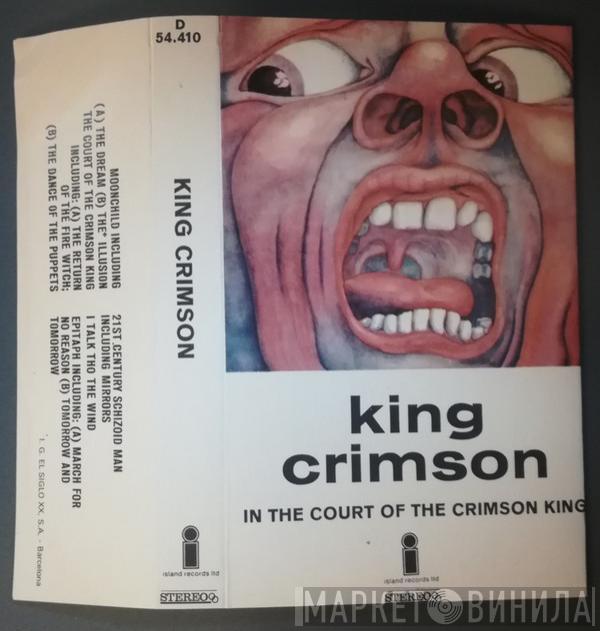 MOONCHILD INCLUDING
(A) THE DREAM (B) THE* ILLUSION
THE COURT OF THE CRIMSON KING
INCLUDING: (A) THE RETURN
OF THE FIRE WITCH;
(B) THE DANCE OF THE PUPPETS
21ST.CENTURY SCHIZOID MAN
INCLUDING MIRRORS
I TALK THO THE WIND
EPITAPH INCLUDING: (A) MARCH FOR
NO REASON (B) TOMORROW AND
TOMORROW
I. G. EL SIGLO XX, S.A. - Barcelona
D
54.410
KING CRIMSON
island records ltd
STEREO
king
crimson
IN THE COURT OF THE CRIMSON KING
island records ltd
STEREO
МАРКЕТ ВИНИЛА